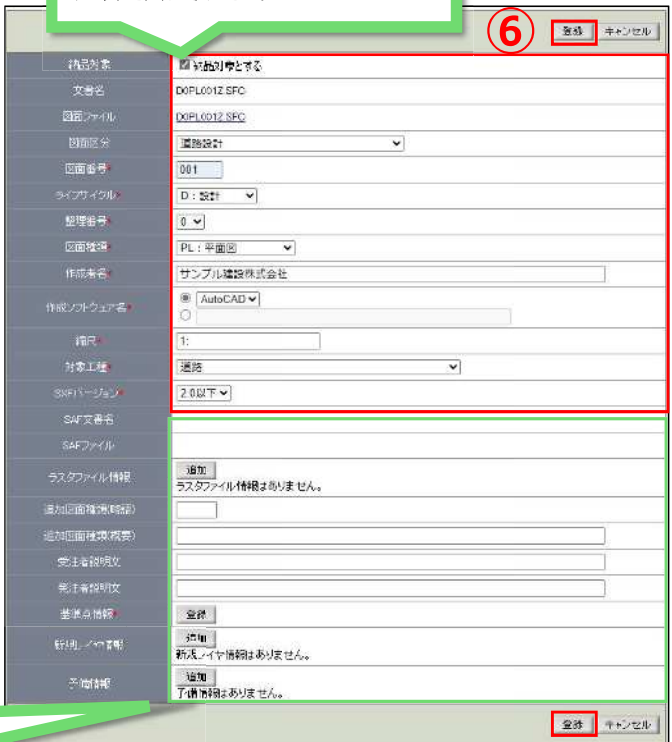 ⑥ 登録 キャンセル
納品対象 納品対象とする
文書名 D0PL001Z.SFC
図面ファイル D0PL001Z.SFC
図面区分 道路設計
図面番号* 001
ライフサイクル* D:設計
整理番号* 0
図面種類* PL:平面図
作成者名* サンプル建設株式会社
作成ソフトウェア名* AutoCAD
縮尺* 1:
対象工種* 道路
SXFバージョン* 2.0以下
SAF文書名
SAFファイル
ラスタファイル情報 追加
ラスタファイル情報はありません。
追加図面種類(略語)
追加図面種類(概要)
受注者説明文
発注者説明文
基準点情報* 登録
新規レイヤ情報 追加
新規レイヤ情報はありません。
予備情報 追加
予備情報はありません。
登録 キャンセル